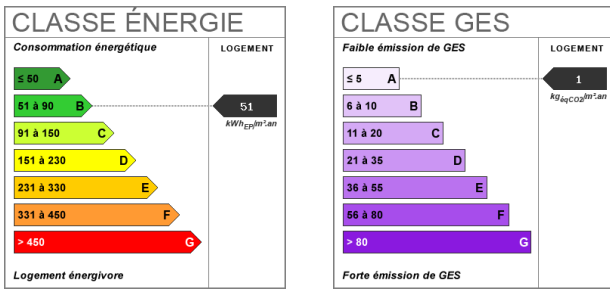 CLASSE ÉNERGIE
Consommation énergétique
LOGEMENT
≤ 50 A
51 à 90 B
51
kWhEP/m².an
91 à 150 C
151 à 230 D
231 à 330 E
331 à 450 F
> 450 G
Logement énergivore
CLASSE GES
Faible émission de GES
LOGEMENT
≤ 5 A
1
kgéqCO2/m².an
6 à 10 B
11 à 20 C
21 à 35 D
36 à 55 E
56 à 80 F
> 80 G
Forte émission de GES